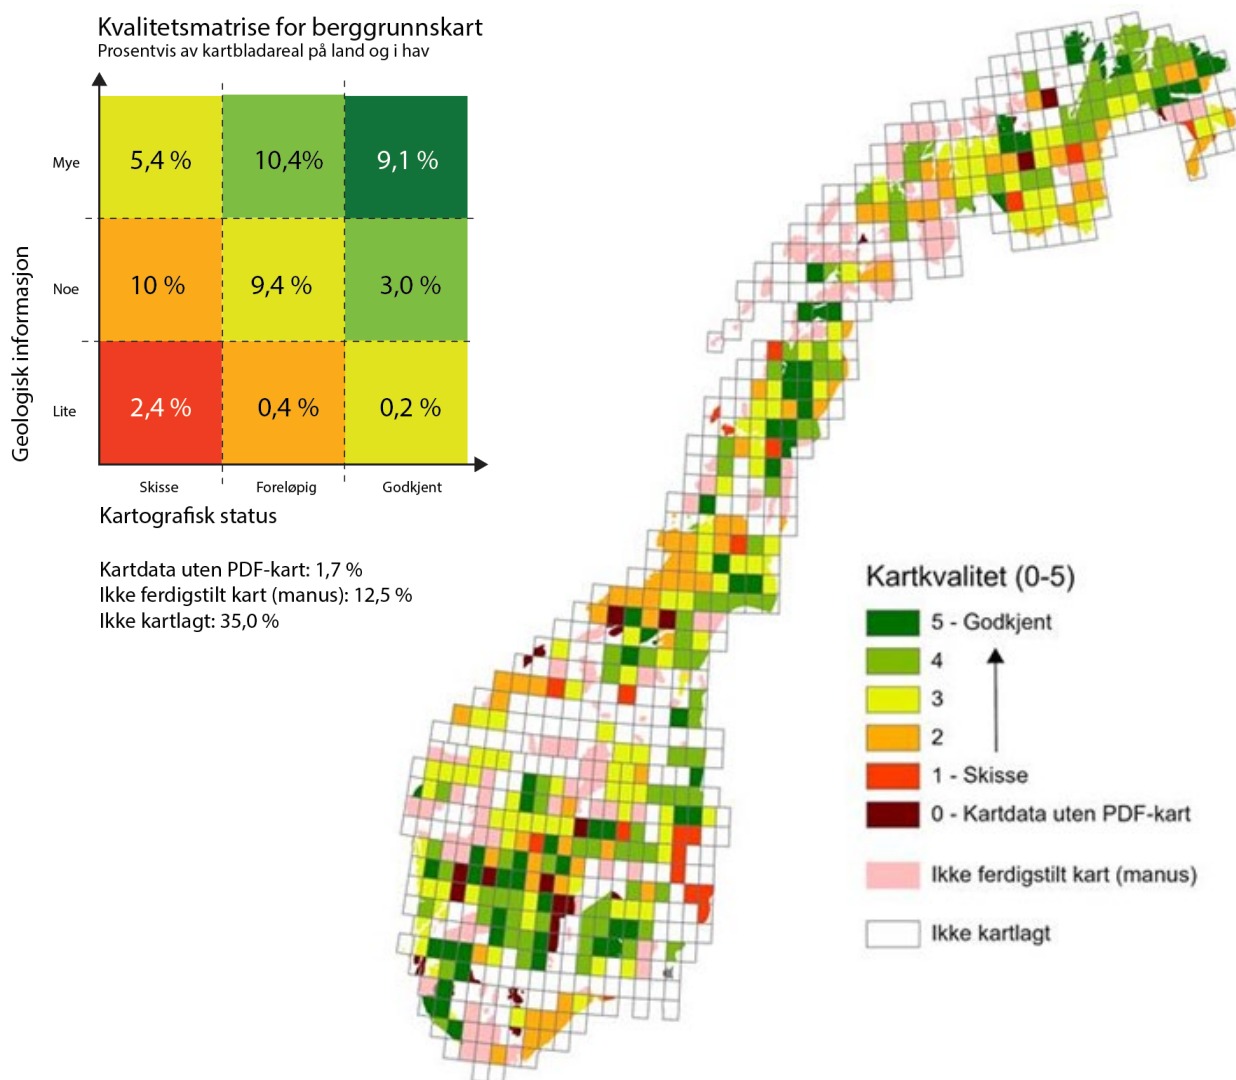 Kvalitetsmatrise for berggrunnskart
Prosentvis av kartbladareal på land og i hav
Geologisk informasjon
Mye
5,4 %
10,4%
9,1 %
Noe
10 %
9,4 %
3,0 %
Lite
2,4 %
0,4 %
0,2 %
Skisse
Foreløpig
Godkjent
Kartografisk status
Kartdata uten PDF-kart: 1,7 %
Ikke ferdigstilt kart (manus): 12,5 %
Ikke kartlagt: 35,0 %
Kartkvalitet (0-5)
5 - Godkjent
4
3
2
1 - Skisse
0 - Kartdata uten PDF-kart
Ikke ferdigstilt kart (manus)
Ikke kartlagt